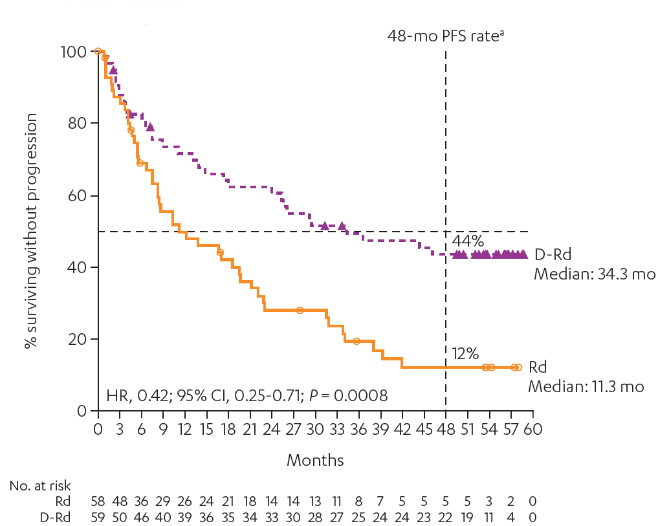 48-mo PFS rateª
100
80
60
40
20
0
% surviving without progression
44%
D-Rd
Median: 34.3 mo
12%
Rd
Median: 11.3 mo
HR, 0.42; 95% CI, 0.25-0.71; P = 0.0008
0 3 6 9 12 15 18 21 24 27 30 33 36 39 42 45 48 51 54 57 60
Months
No. at risk
Rd 58 48 36 29 26 24 21 18 14 14 13 11 8 7 5 5 5 5 3 2 0
D-Rd 59 50 46 40 39 36 35 34 33 30 28 27 25 24 24 23 22 19 11 4 0